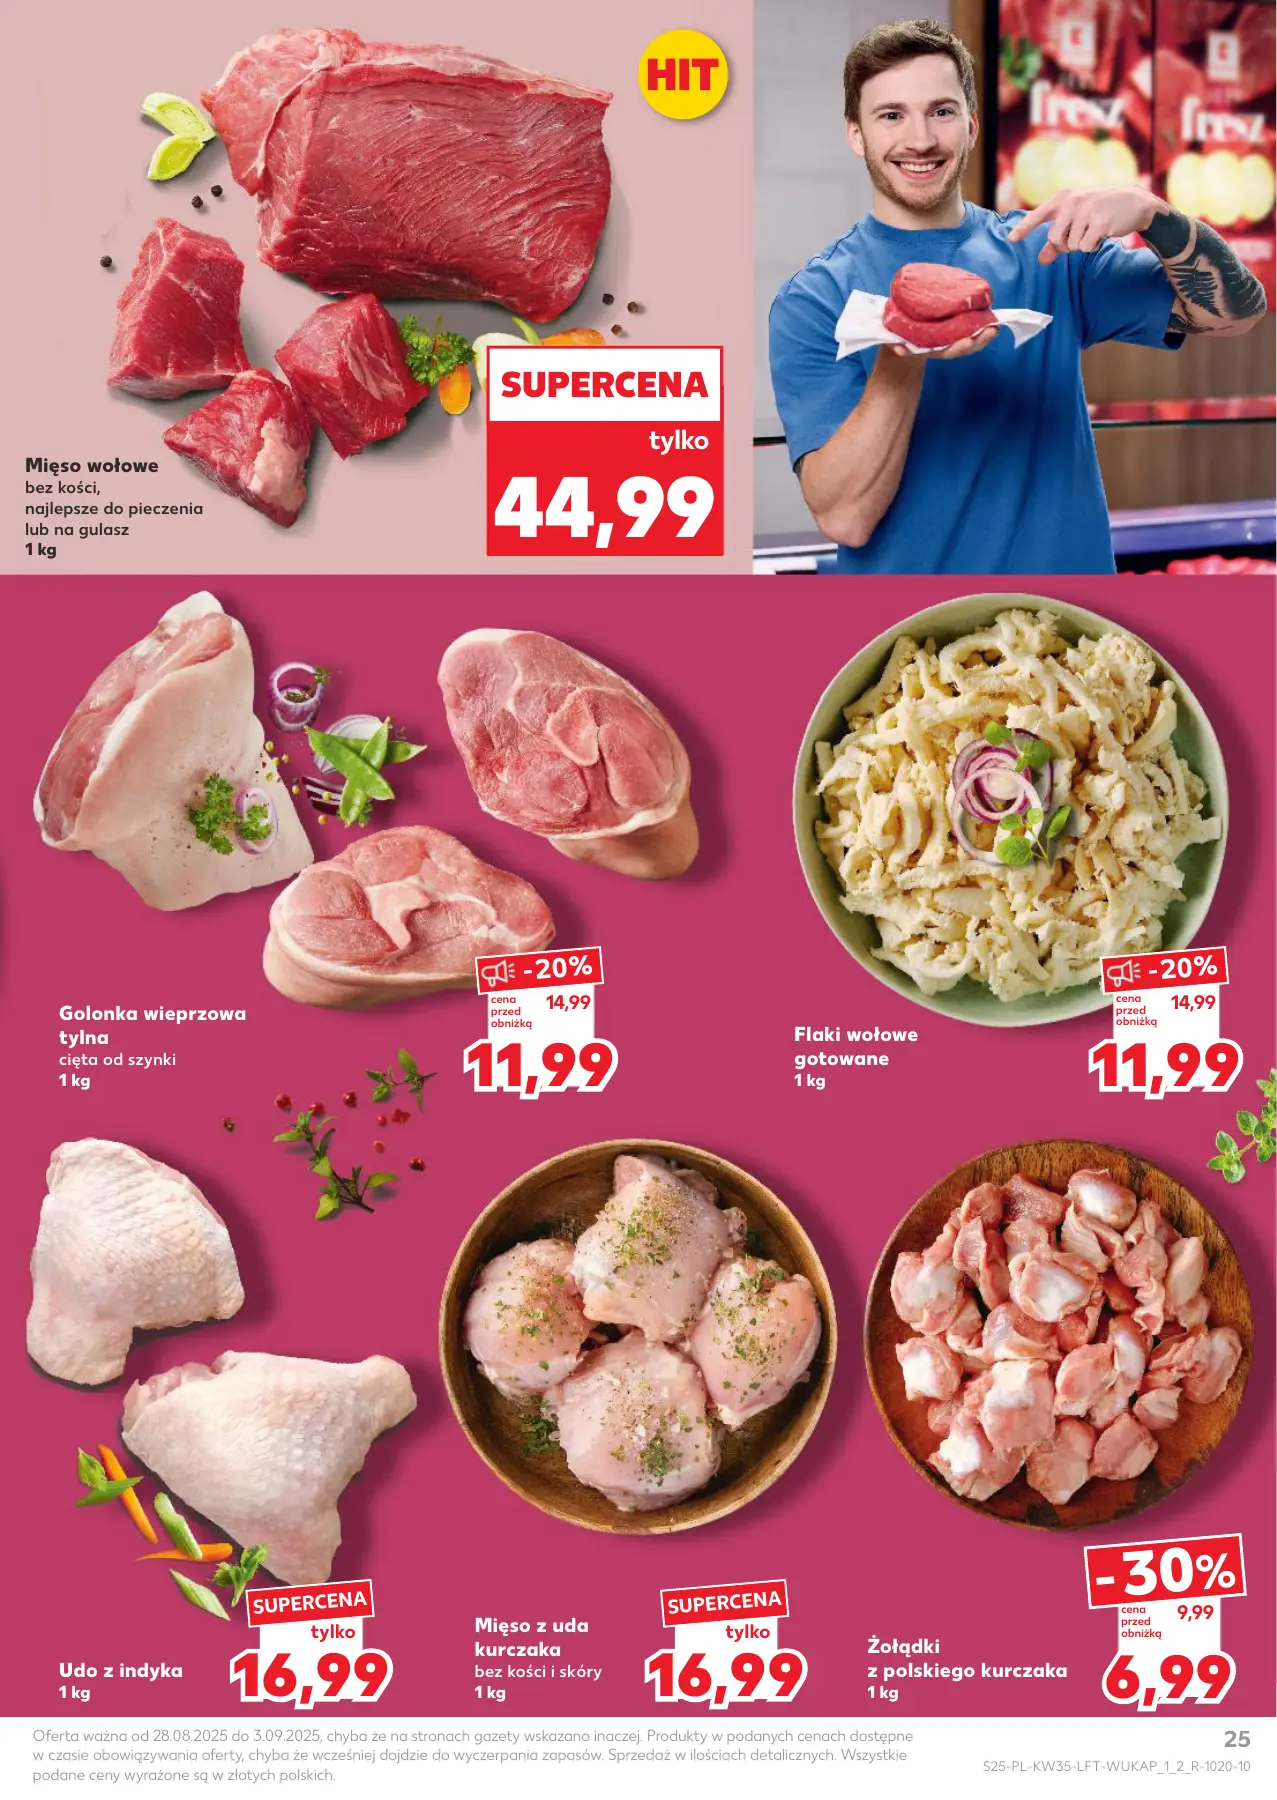 HIT
fresz
fresz
SUPERCENA
tylko
44,99
Mięso wołowe
bez kości,
najlepsze do pieczenia
lub na gulasz
1 kg
-20%
cena
przed
obniżką
14,99
11,99
Golonka wieprzowa
tylna
cięta od szynki
1 kg
-20%
cena
przed
obniżką
14,99
11,99
Flaki wołowe
gotowane
1 kg
SUPERCENA
tylko
16,99
Udo z indyka
1 kg
Mięso z uda
kurczaka
bez kości i skóry
1 kg
SUPERCENA
tylko
16,99
-30%
cena
przed
obniżką
9,99
6,99
Żołądki
z polskiego kurczaka
1 kg
Oferta ważna od 28.08.2025 do 3.09.2025, chyba że na stronach gazety wskazano inaczej. Produkty w podanych cenach dostępne
w czasie obowiązywania oferty, chyba że wcześniej dojdzie do wyczerpania zapasów. Sprzedaż w ilościach detalicznych. Wszystkie
podane ceny wyrażone są w złotych polskich.
25
S25-PL-KW35-LFT-WUKAP_1_2_R-1020-10